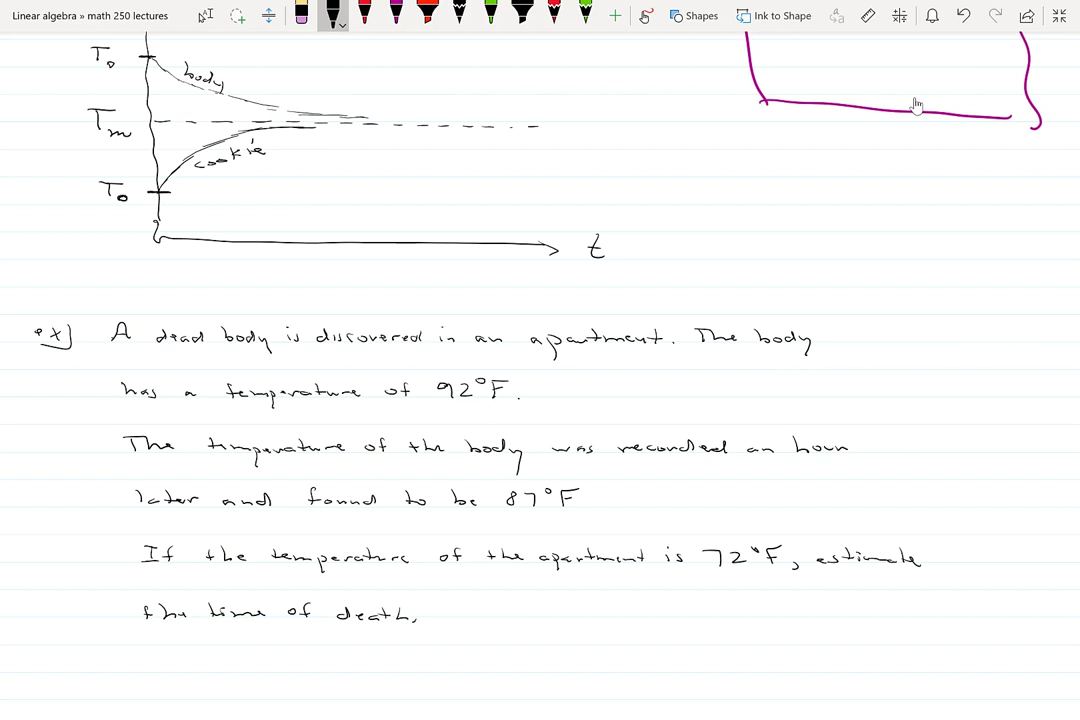 Linear algebra » math 250 lectures
Shapes
Ink to Shape
T₀
body
Tm
cookie
T₀
t
ex) A dead body is discovered in an apartment. The body
has a temperature of 92°F.
The temperature of the body was recorded an hour
later and found to be 87°F
If the temperature of the apartment is 72°F, estimate
the time of death.